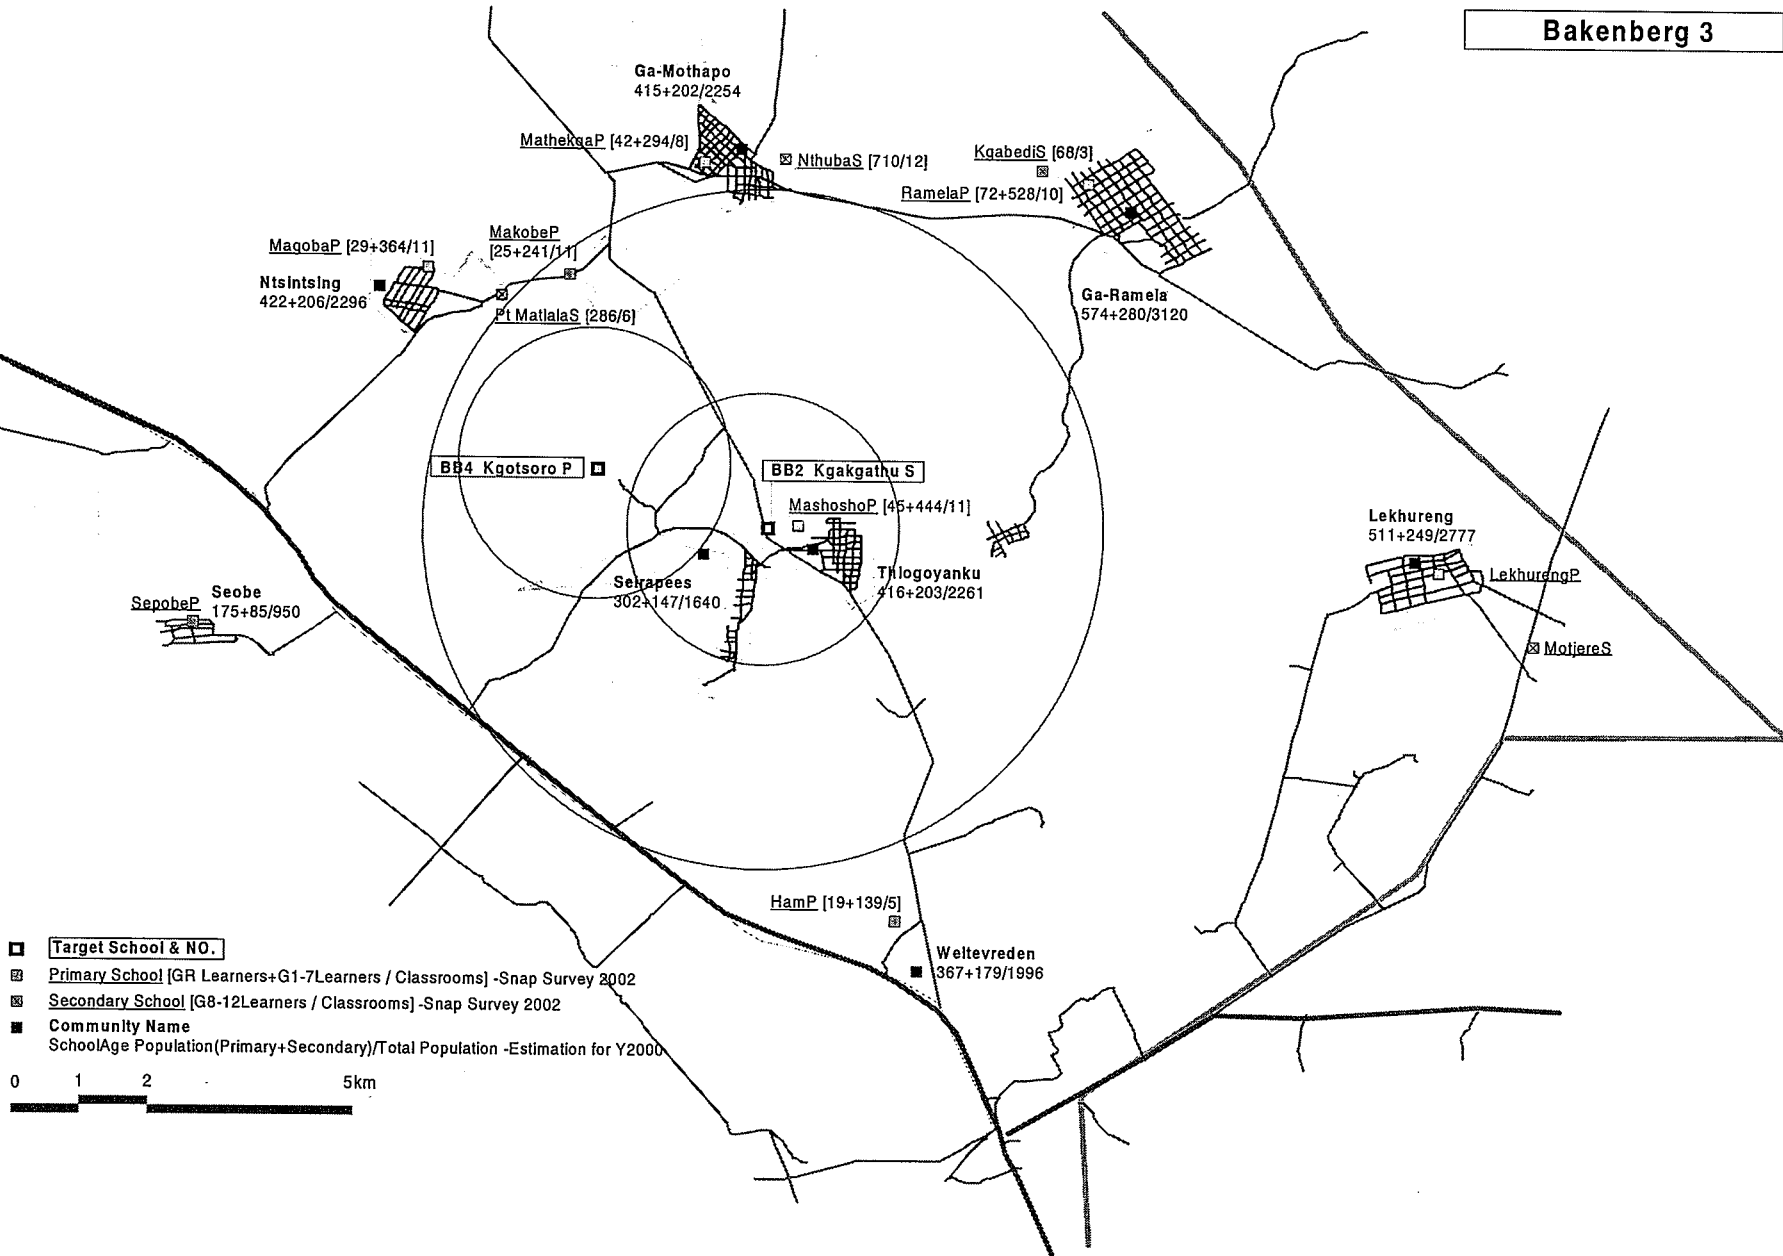 Bakenberg 3
Ga-Mothapo
415+202/2254
MathekgaP [42+294/8]
NthubaS [710/12]
KgabediS [68/3]
RamelaP [72+528/10]
MakobeP
[25+241/11]
MagobaP [29+364/11]
Ntsintsing
422+206/2296
Pt MatlalaS [286/6]
Ga-Ramela
574+280/3120
BB4 Kgotsoro P
BB2 Kgakgathu S
MashoshoP [45+444/11]
Lekhureng
511+249/2777
LekhurengP
Thlogoyanku
416+203/2261
Seirapees
302+147/1640
Seobe
175+85/950
SepobeP
MotjereS
HamP [19+139/5]
Weltevreden
367+179/1996
Target School & NO.
Primary School [GR Learners+G1-7Learners / Classrooms] -Snap Survey 2002
Secondary School [G8-12Learners / Classrooms] -Snap Survey 2002
Community Name
SchoolAge Population(Primary+Secondary)/Total Population -Estimation for Y2000
0 1 2 5km